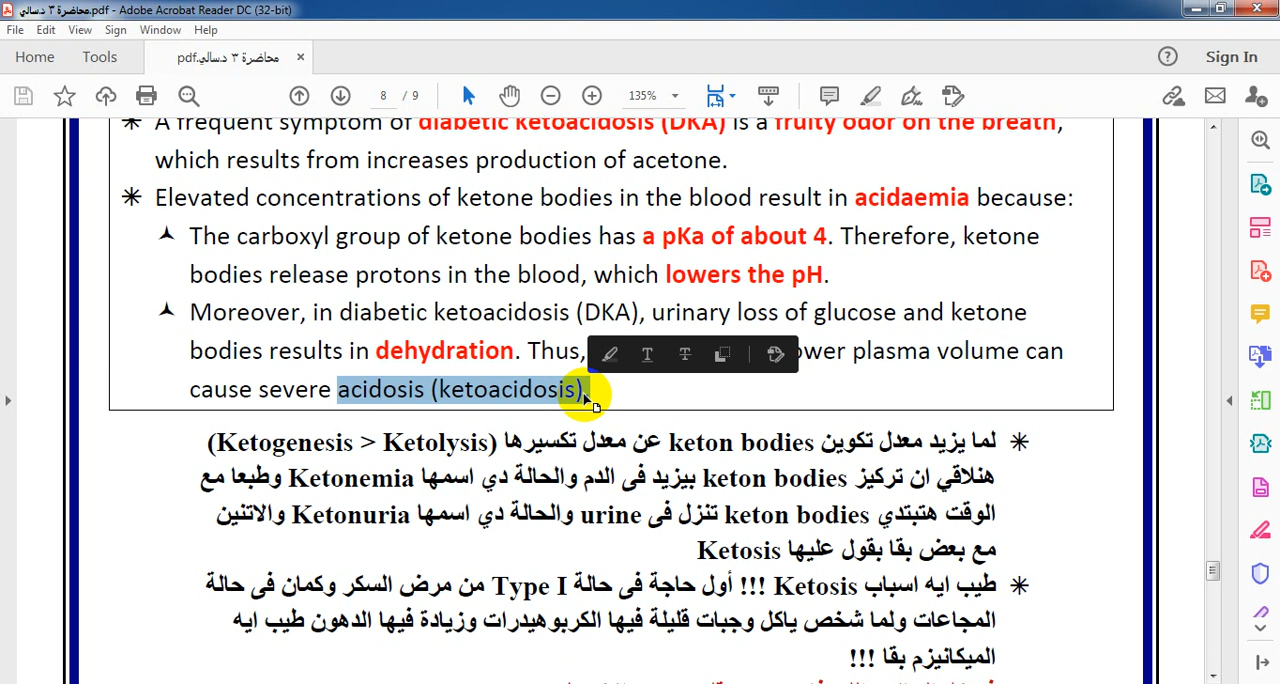 محاضرة ٣ د.سالي.pdf - Adobe Acrobat Reader DC (32-bit)
File Edit View Sign Window Help
Home Tools محاضرة ٣ د.سالي.pdf × Sign In
8 / 9 135%
* A frequent symptom of diabetic ketoacidosis (DKA) is a fruity odor on the breath,
which results from increases production of acetone.
* Elevated concentrations of ketone bodies in the blood result in acidaemia because:
The carboxyl group of ketone bodies has a pKa of about 4. Therefore, ketone
bodies release protons in the blood, which lowers the pH.
Moreover, in diabetic ketoacidosis (DKA), urinary loss of glucose and ketone
bodies results in dehydration. Thus, ower plasma volume can
cause severe acidosis (ketoacidosis).
* لما يزيد معدل تكوين keton bodies عن معدل تكسيرها (Ketogenesis > Ketolysis)
هنلاقي ان تركيز keton bodies بيزيد فى الدم والحالة دي اسمها Ketonemia وطبعا مع
الوقت هتبتدي keton bodies تنزل فى urine والحالة دي اسمها Ketonuria والاتنين
مع بعض بقا بقول عليها Ketosis
* طيب ايه اسباب Ketosis !!! أول حاجة فى حالة Type I من مرض السكر وكمان فى حالة
المجاعات ولما شخص ياكل وجبات قليلة فيها الكربوهيدرات وزيادة فيها الدهون طيب ايه
الميكانيزم بقا !!!